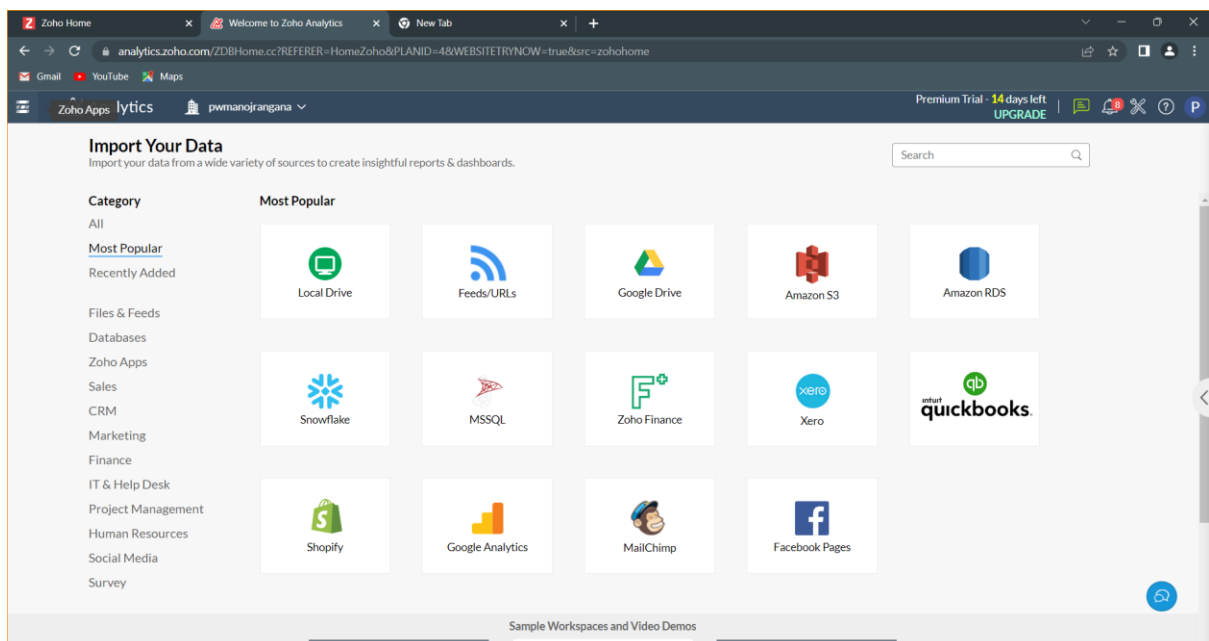 Zoho Home
Welcome to Zoho Analytics
New Tab
analytics.zoho.com/ZDBHome.cc?REFERER=HomeZoho&PLANID=4&WEBSITETRYNOW=true&src=zohohome
Gmail YouTube Maps
Zoho Apps lytics pwmanojrangana
Premium Trial - 14 days left
UPGRADE
8
P
Import Your Data
Import your data from a wide variety of sources to create insightful reports & dashboards.
Search
Category
All
Most Popular
Recently Added
Files & Feeds
Databases
Zoho Apps
Sales
CRM
Marketing
Finance
IT & Help Desk
Project Management
Human Resources
Social Media
Survey
Most Popular
Local Drive
Feeds/URLs
Google Drive
Amazon S3
Amazon RDS
Snowflake
MSSQL
Zoho Finance
xero
Xero
qb
intuit
quickbooks.
Shopify
Google Analytics
MailChimp
Facebook Pages
Sample Workspaces and Video Demos